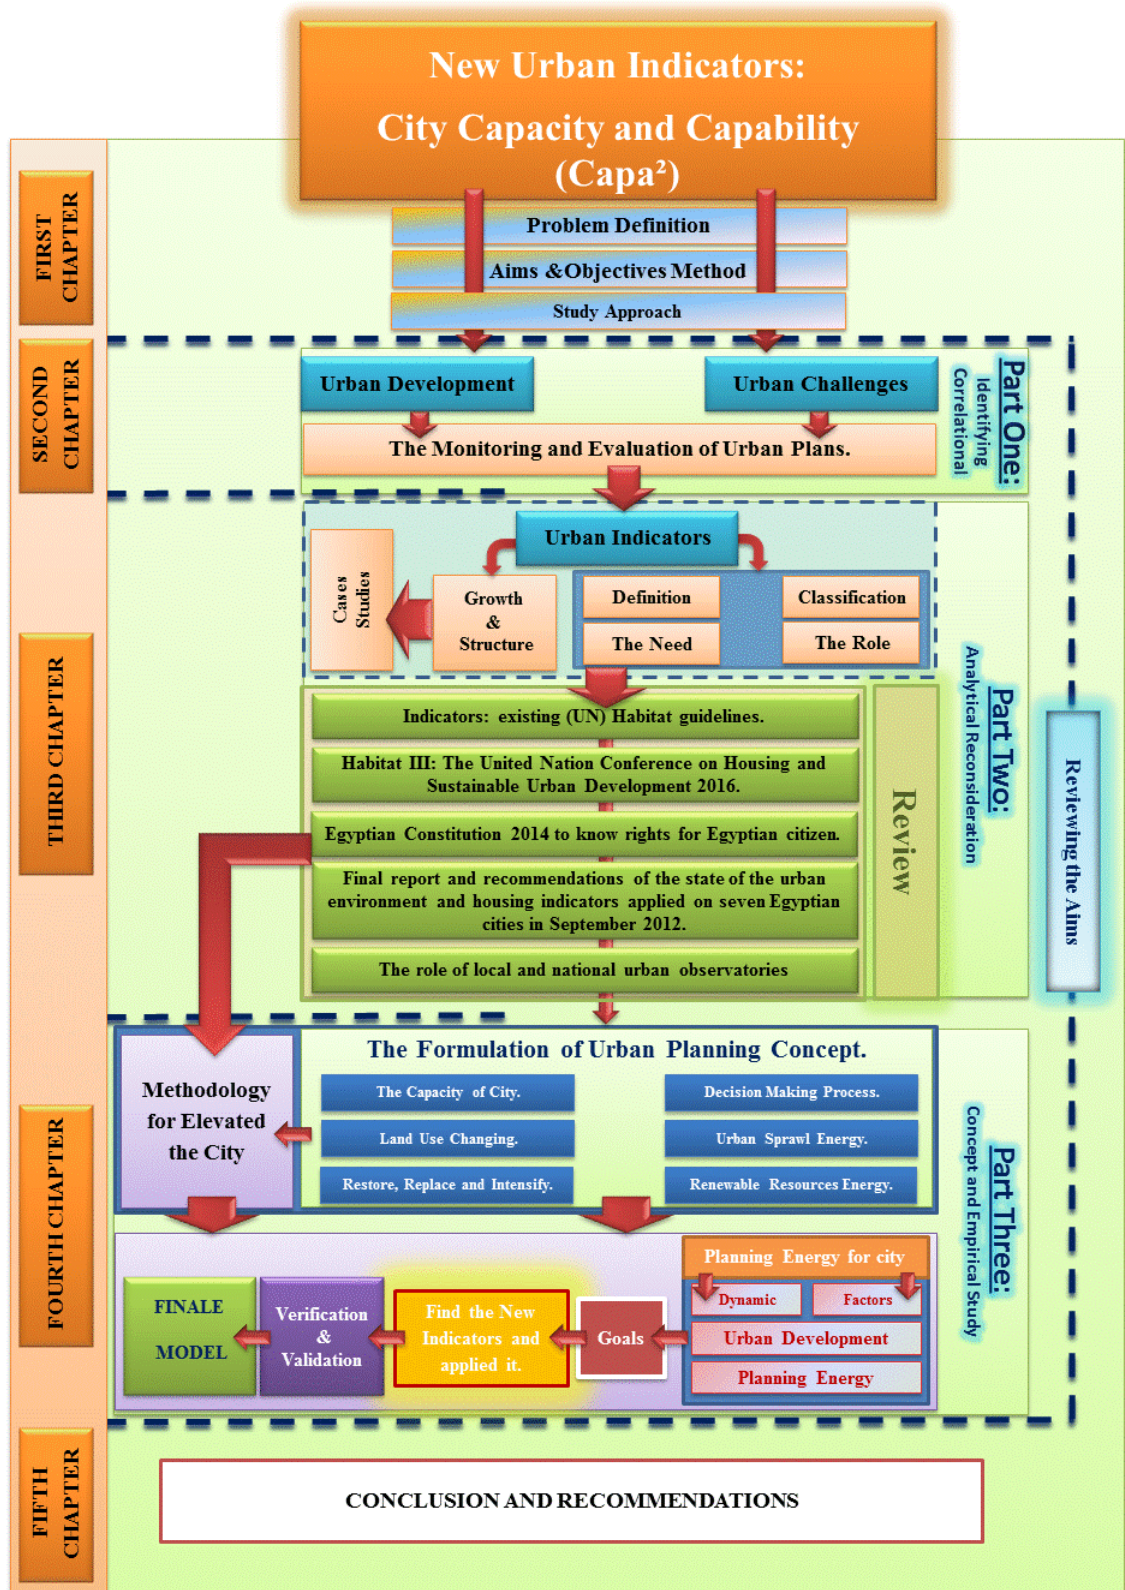 New Urban Indicators:
City Capacity and Capability
(Capa²)
FIRST
CHAPTER
Problem Definition
Aims &Objectives Method
Study Approach
SECOND
CHAPTER
Urban Development
Urban Challenges
The Monitoring and Evaluation of Urban Plans.
Part One:
Identifying
Correlational
THIRD CHAPTER
Urban Indicators
Cases
Studies
Growth
&
Structure
Definition
Classification
The Need
The Role
Indicators: existing (UN) Habitat guidelines.
Habitat III: The United Nation Conference on Housing and
Sustainable Urban Development 2016.
Egyptian Constitution 2014 to know rights for Egyptian citizen.
Final report and recommendations of the state of the urban
environment and housing indicators applied on seven Egyptian
cities in September 2012.
The role of local and national urban observatories
Review
Part Two:
Analytical Reconsideration
Reviewing the Aims
FOURTH CHAPTER
The Formulation of Urban Planning Concept.
Methodology
for Elevated
the City
The Capacity of City.
Decision Making Process.
Land Use Changing.
Urban Sprawl Energy.
Restore, Replace and Intensify.
Renewable Resources Energy.
Part Three:
Concept and Empirical Study
Planning Energy for city
Dynamic
Factors
Urban Development
Planning Energy
Goals
Find the New
Indicators and
applied it.
Verification
&
Validation
FINALE
MODEL
FIFTH
CHAPTER
CONCLUSION AND RECOMMENDATIONS